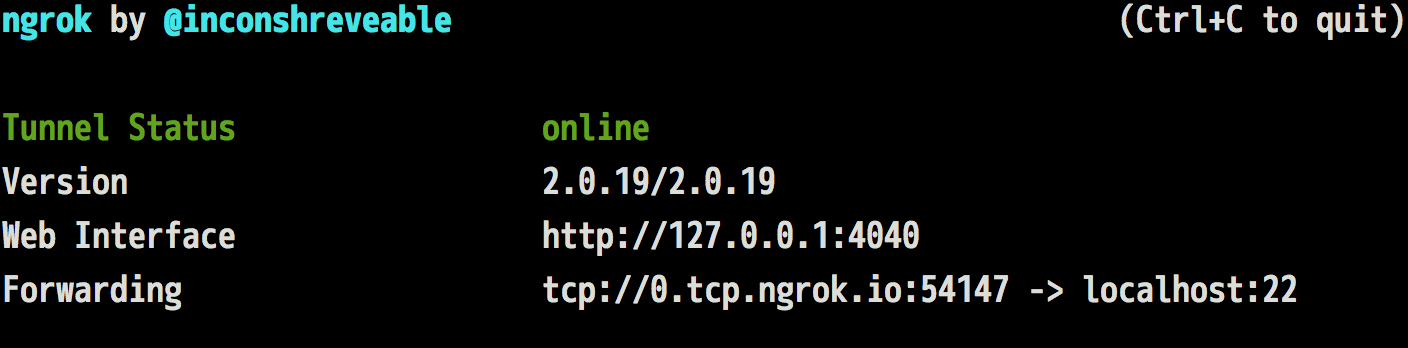 ngrok by @inconshreveable (Ctrl+C to quit)
Tunnel Status online
Version 2.0.19/2.0.19
Web Interface http://127.0.0.1:4040
Forwarding tcp://0.tcp.ngrok.io:54147 -> localhost:22